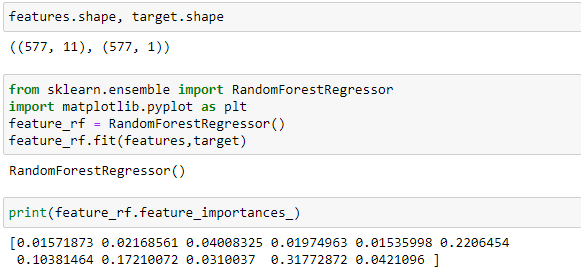 features.shape, target.shape
((577, 11), (577, 1))
from sklearn.ensemble import RandomForestRegressor
import matplotlib.pyplot as plt
feature_rf = RandomForestRegressor()
feature_rf.fit(features,target)
RandomForestRegressor()
print(feature_rf.feature_importances_)
[0.01571873 0.02168561 0.04008325 0.01974963 0.01535998 0.2206454
0.10381464 0.17210072 0.0310037  0.31772872 0.0421096 ]